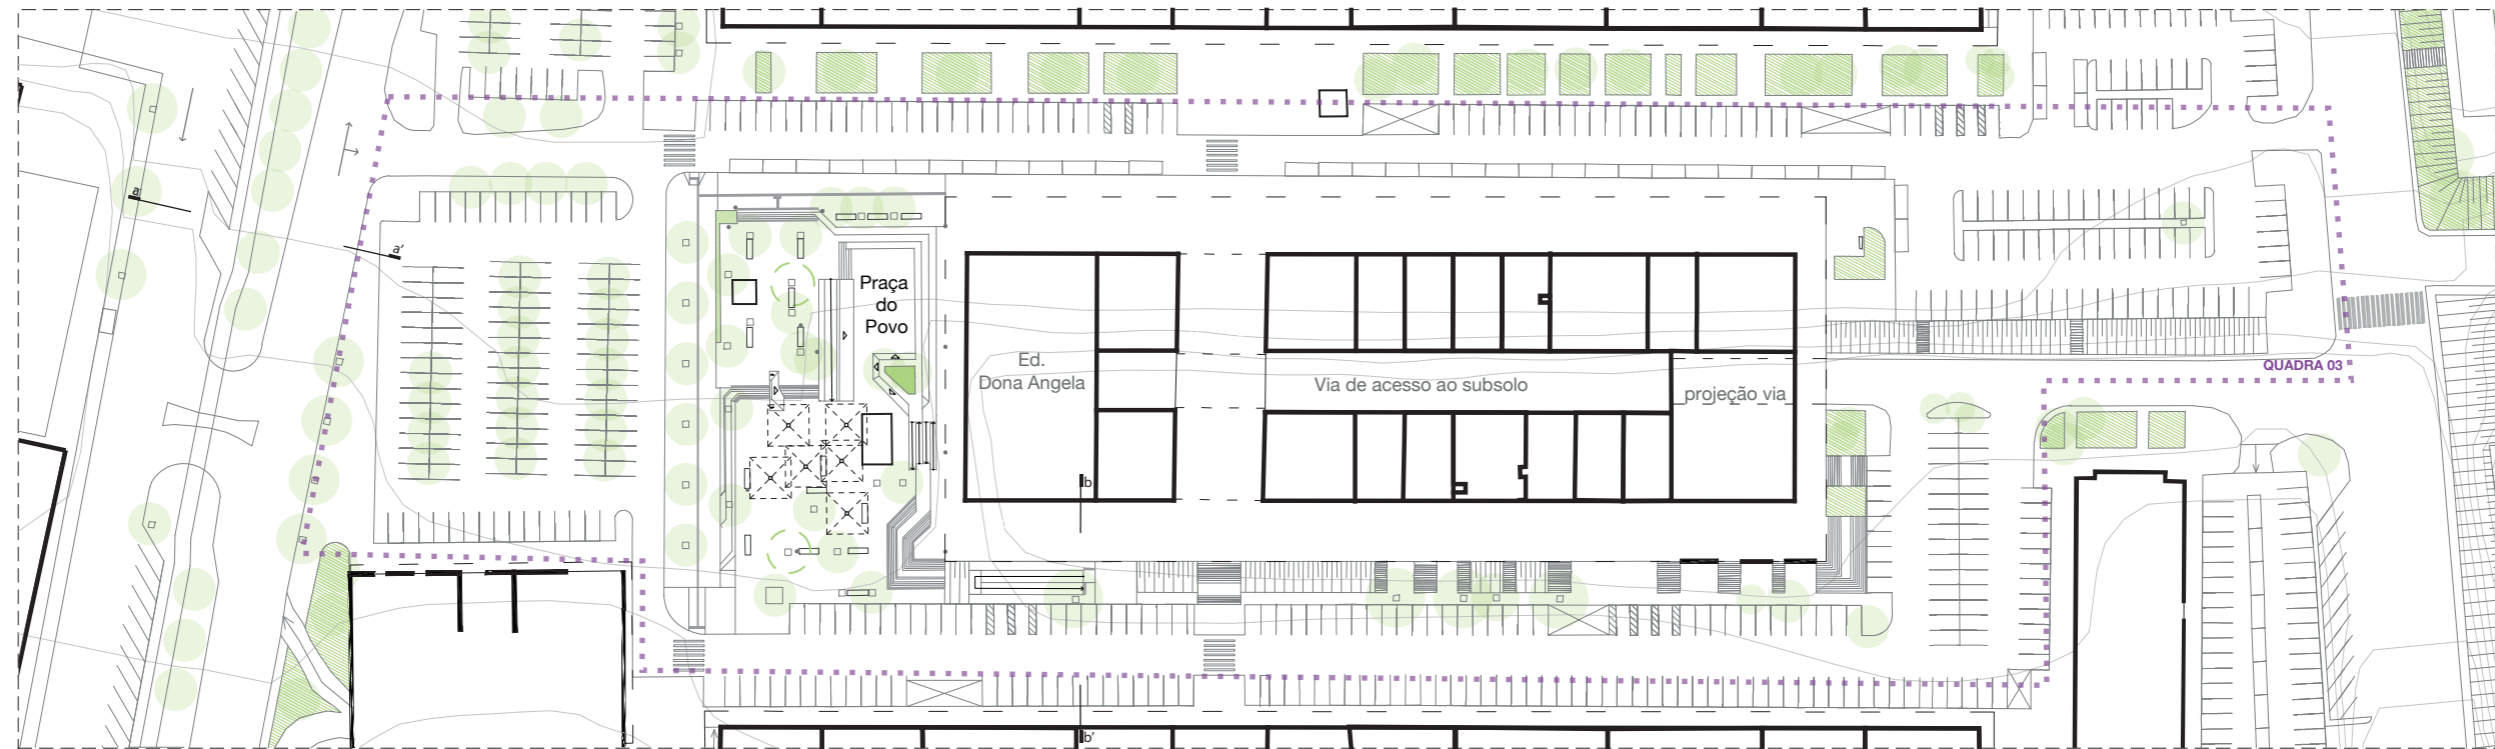 a
a'
Praça
do
Povo
Ed.
Dona Angela
Via de acesso ao subsolo
projeção via
QUADRA 03
b
b'